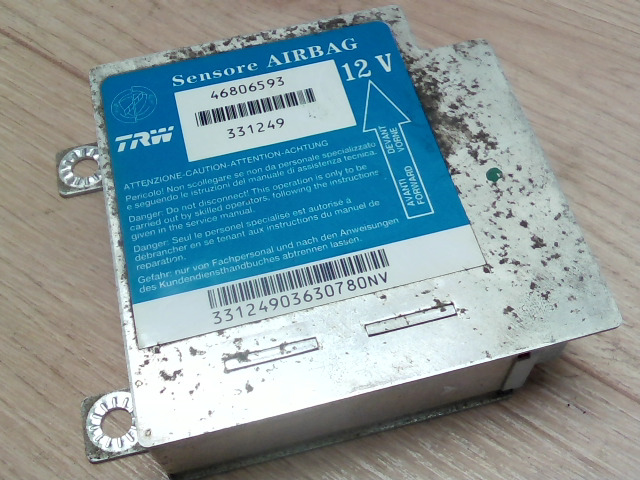 Sensore AIRBAG
12 V
46806593
331249
TRW
ATTENZIONE-CAUTION-ATTENTION-ACHTUNG
Pericolo! Non scollegare se non da personale specializzato
e seguendo le istruzioni del manuale di assistenza tecnica.
Danger: Do not disconnect! This operation is only to be
carried out by skilled operators, following the instructions
given in the service manual.
Danger: Seul le personel specialisé est autorisé à
débrancher en se tenant aux instructions du manuel de
reparation.
Gefahr: nur von Fachpersonal und nach den Anweisungen
des Kundendiensthandbuches abtrennen lassen.
AVANTI DEVANT
FORWARD VORNE
33124903630780NV